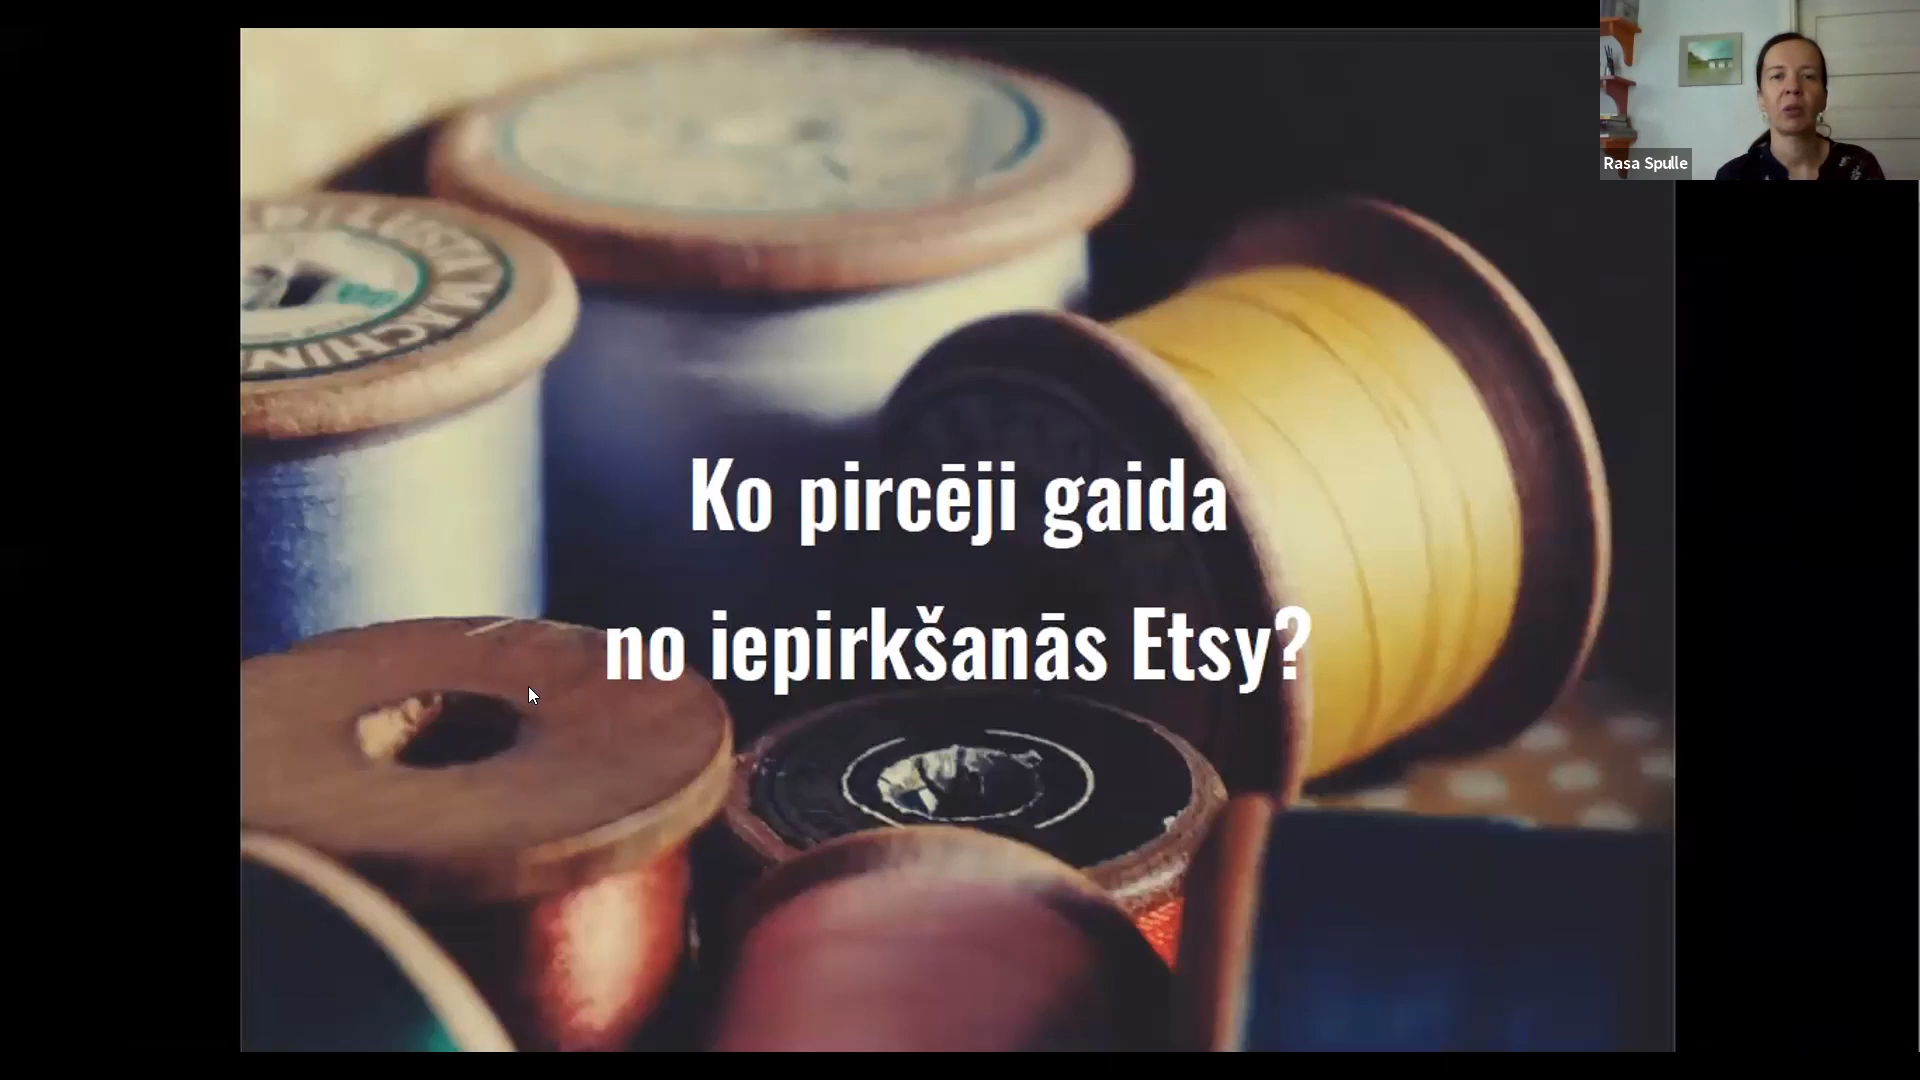 Rasa Spulle
Ko pircēji gaida
no iepirkšanās Etsy?